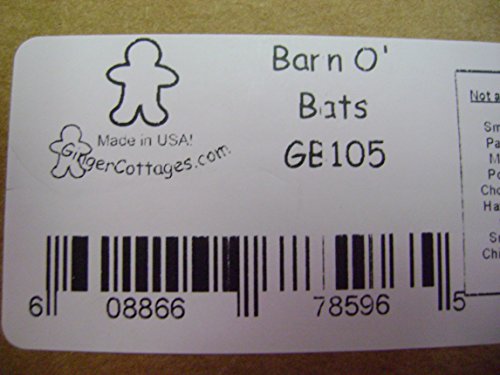 Barn O'
Bats
GB105
Made in USA!
GingerCottages.com
Not a
Sm
Pa
M
Po
Cho
Ha
Chi
6 08866 78596 5